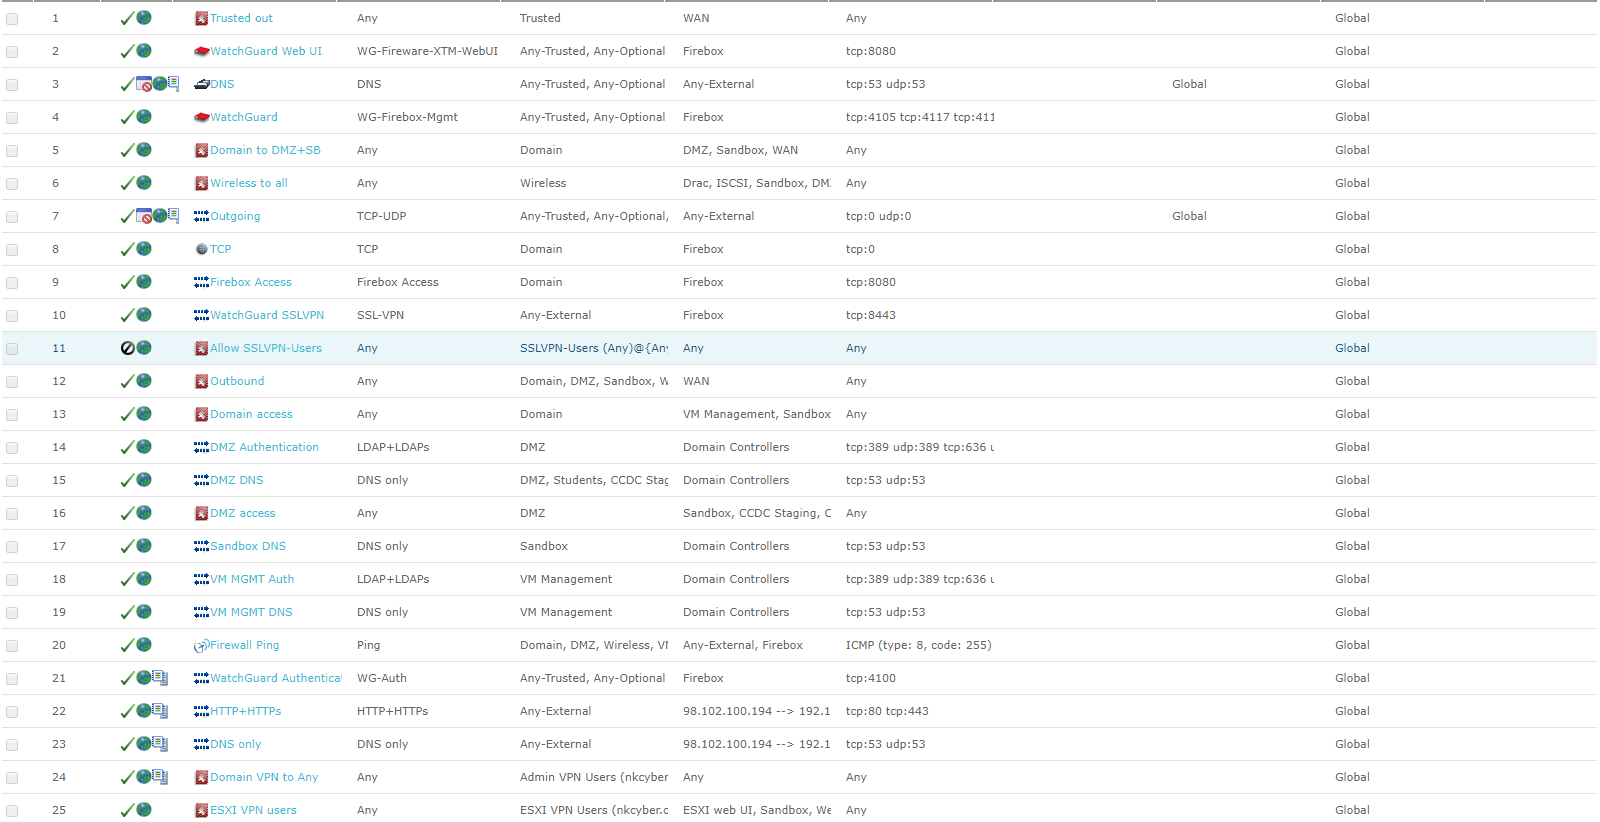 1 Trusted out Any Trusted WAN Any Global
2 WatchGuard Web UI WG-Fireware-XTM-WebUI Any-Trusted, Any-Optional Firebox tcp:8080 Global
3 DNS DNS Any-Trusted, Any-Optional Any-External tcp:53 udp:53 Global Global
4 WatchGuard WG-Firebox-Mgmt Any-Trusted, Any-Optional Firebox tcp:4105 tcp:4117 tcp:411 Global
5 Domain to DMZ+SB Any Domain DMZ, Sandbox, WAN Any Global
6 Wireless to all Any Wireless Drac, ISCSI, Sandbox, DM Any Global
7 Outgoing TCP-UDP Any-Trusted, Any-Optional, Any-External tcp:0 udp:0 Global Global
8 TCP TCP Domain Firebox tcp:0 Global
9 Firebox Access Firebox Access Domain Firebox tcp:8080 Global
10 WatchGuard SSLVPN SSL-VPN Any-External Firebox tcp:8443 Global
11 Allow SSLVPN-Users Any SSLVPN-Users (Any)@{Any Any Any Global
12 Outbound Any Domain, DMZ, Sandbox, W WAN Any Global
13 Domain access Any Domain VM Management, Sandbox Any Global
14 DMZ Authentication LDAP+LDAPs DMZ Domain Controllers tcp:389 udp:389 tcp:636 u Global
15 DMZ DNS DNS only DMZ, Students, CCDC Stag Domain Controllers tcp:53 udp:53 Global
16 DMZ access Any DMZ Sandbox, CCDC Staging, C Any Global
17 Sandbox DNS DNS only Sandbox Domain Controllers tcp:53 udp:53 Global
18 VM MGMT Auth LDAP+LDAPs VM Management Domain Controllers tcp:389 udp:389 tcp:636 u Global
19 VM MGMT DNS DNS only VM Management Domain Controllers tcp:53 udp:53 Global
20 Firewall Ping Ping Domain, DMZ, Wireless, VM Any-External, Firebox ICMP (type: 8, code: 255) Global
21 WatchGuard Authentica WG-Auth Any-Trusted, Any-Optional Firebox tcp:4100 Global
22 HTTP+HTTPs HTTP+HTTPs Any-External 98.102.100.194 --> 192.1 tcp:80 tcp:443 Global
23 DNS only DNS only Any-External 98.102.100.194 --> 192.1 tcp:53 udp:53 Global
24 Domain VPN to Any Any Admin VPN Users (nkcyber Any Any Global
25 ESXI VPN users Any ESXI VPN Users (nkcyber.c ESXI web UI, Sandbox, We Any Global